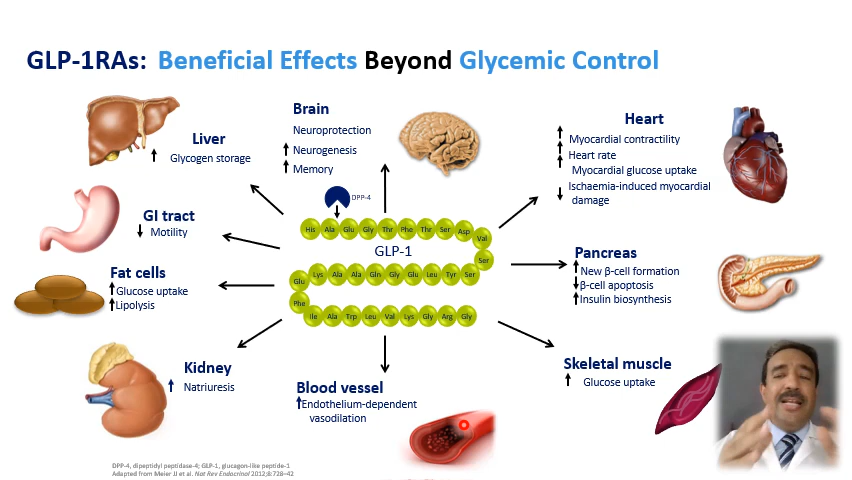 GLP-1RAs: Beneficial Effects Beyond Glycemic Control
Liver
Glycogen storage
Brain
Neuroprotection
Neurogenesis
Memory
Heart
Myocardial contractility
Heart rate
Myocardial glucose uptake
Ischaemia-induced myocardial
damage
DPP-4
GI tract
Motility
His Ala Glu Gly Thr Phe Thr Ser Asp Val
GLP-1
Ser
Glu Lys Ala Ala Gln Gly Glu Leu Tyr Ser
Phe
Ile Ala Trp Leu Val Lys Gly Arg Gly
Pancreas
New β-cell formation
β-cell apoptosis
Insulin biosynthesis
Fat cells
Glucose uptake
Lipolysis
Kidney
Natriuresis
Blood vessel
Endothelium-dependent
vasodilation
Skeletal muscle
Glucose uptake
DPP-4, dipeptidyl peptidase-4; GLP-1, glucagon-like peptide-1
Adapted from Meier JJ et al. Nat Rev Endocrinol 2012;8:728–42